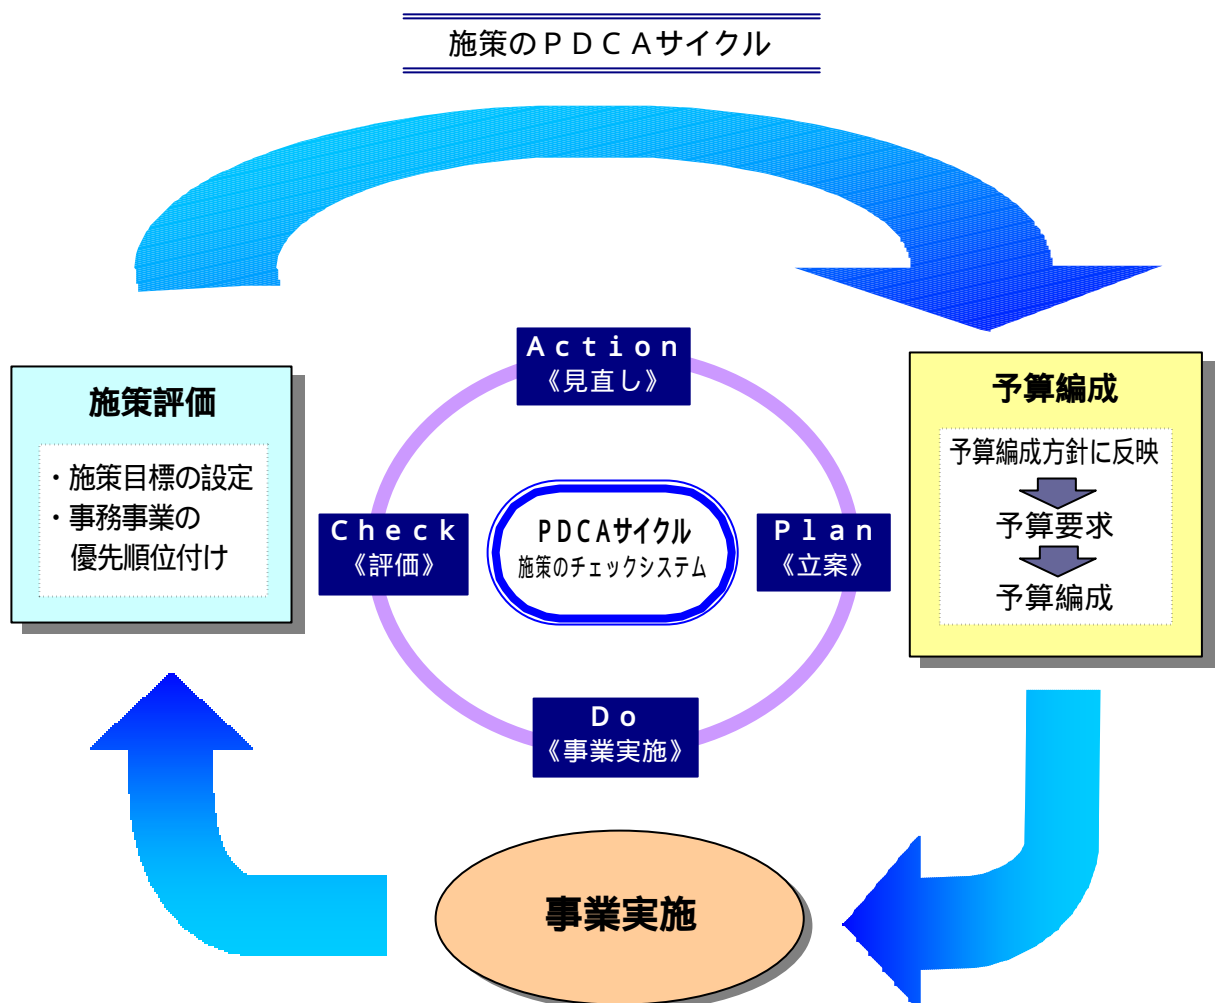 施策のＰＤＣＡサイクル
Ａｃｔｉｏｎ
《見直し》
施策評価
・施策目標の設定
・事務事業の
優先順位付け
Ｃｈｅｃｋ
《評価》
ＰＤＣＡサイクル
施策のチェックシステム
Ｐｌａｎ
《立案》
予算編成
予算編成方針に反映
予算要求
予算編成
Ｄｏ
《事業実施》
事業実施